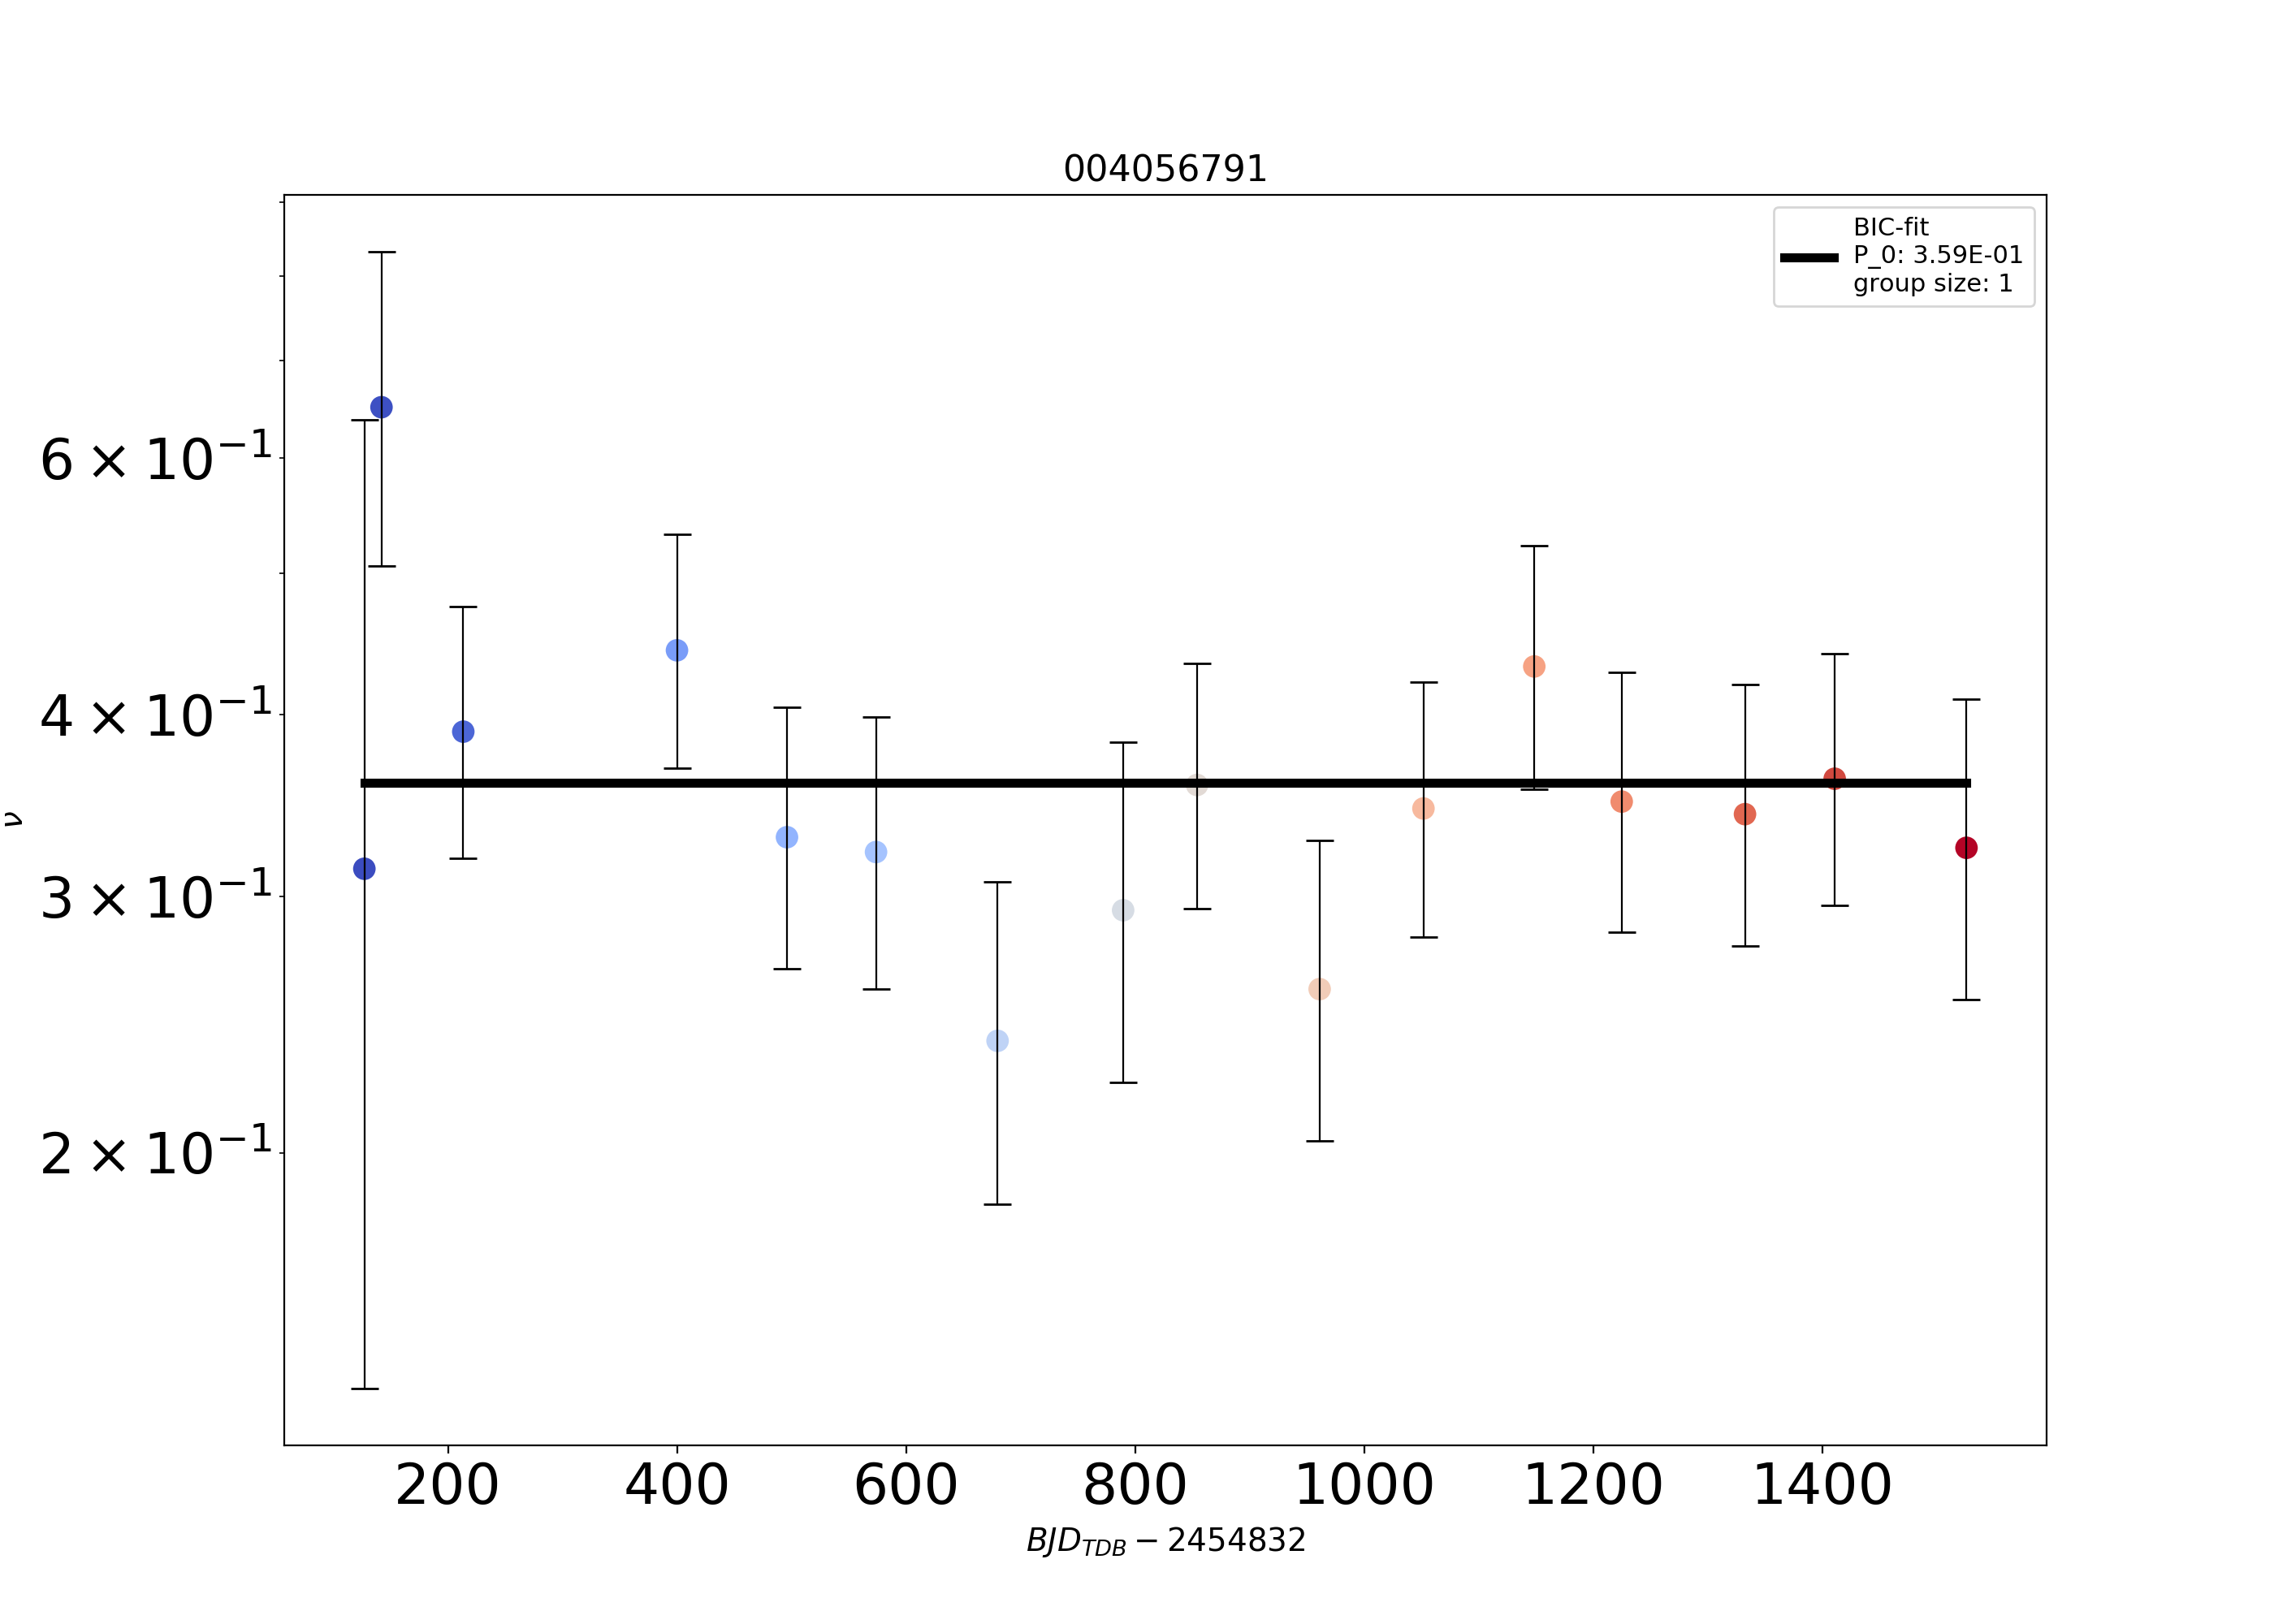 004056791
BIC-fit
P_0: 3.59E-01
group size: 1
6 × 10⁻¹
4 × 10⁻¹
3 × 10⁻¹
2 × 10⁻¹
ν
200 400 600 800 1000 1200 1400
BJD_TDB − 2454832